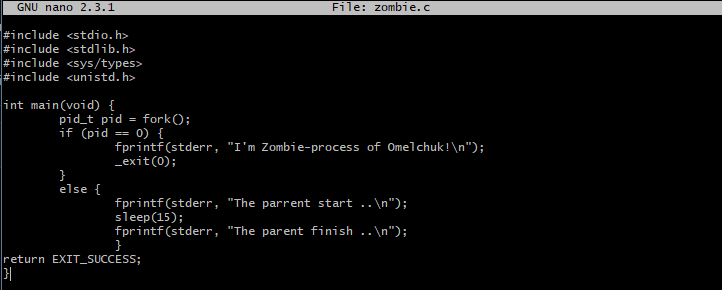 GNU nano 2.3.1 File: zombie.c
#include <stdio.h>
#include <stdlib.h>
#include <sys/types>
#include <unistd.h>
int main(void) {
pid_t pid = fork();
if (pid == 0) {
fprintf(stderr, "I'm Zombie-process of Omelchuk!\n");
_exit(0);
}
else {
fprintf(stderr, "The parrent start ..\n");
sleep(15);
fprintf(stderr, "The parent finish ..\n");
}
return EXIT_SUCCESS;
}